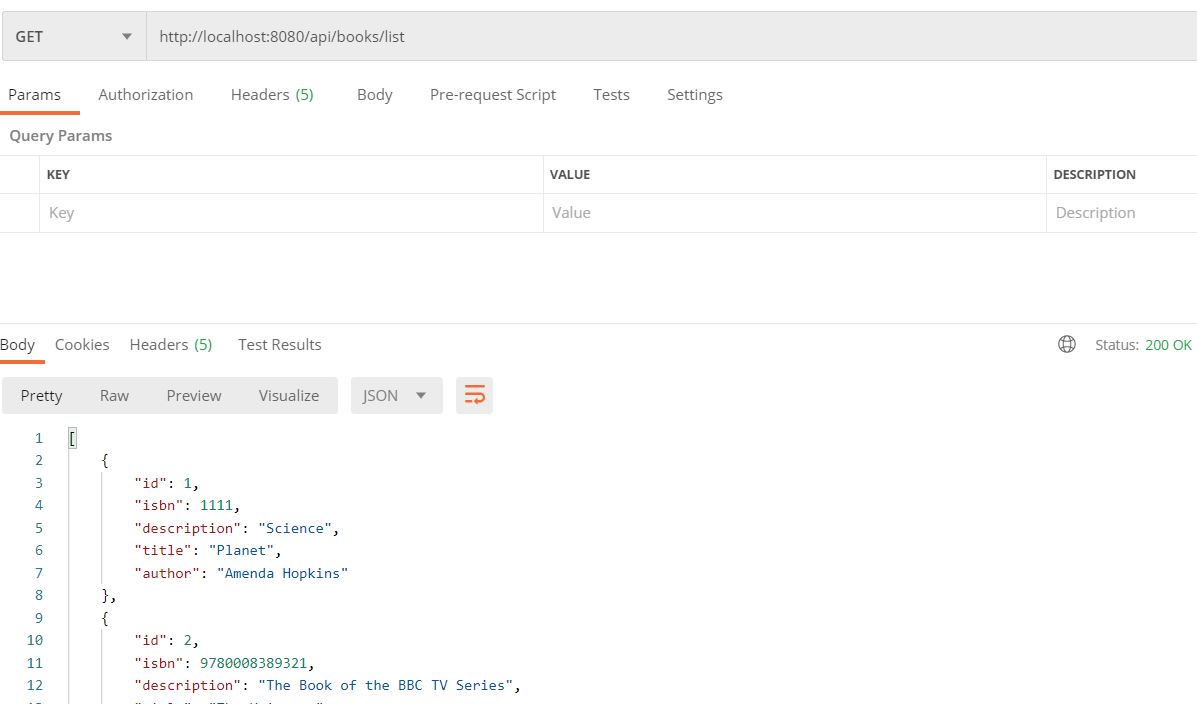 GET http://localhost:8080/api/books/list
Params Authorization Headers (5) Body Pre-request Script Tests Settings
Query Params
KEY VALUE DESCRIPTION
Key Value Description
Body Cookies Headers (5) Test Results Status: 200 OK
Pretty Raw Preview Visualize JSON
1 [
2 {
3 "id": 1,
4 "isbn": 1111,
5 "description": "Science",
6 "title": "Planet",
7 "author": "Amenda Hopkins"
8 },
9 {
10 "id": 2,
11 "isbn": 9780008389321,
12 "description": "The Book of the BBC TV Series",